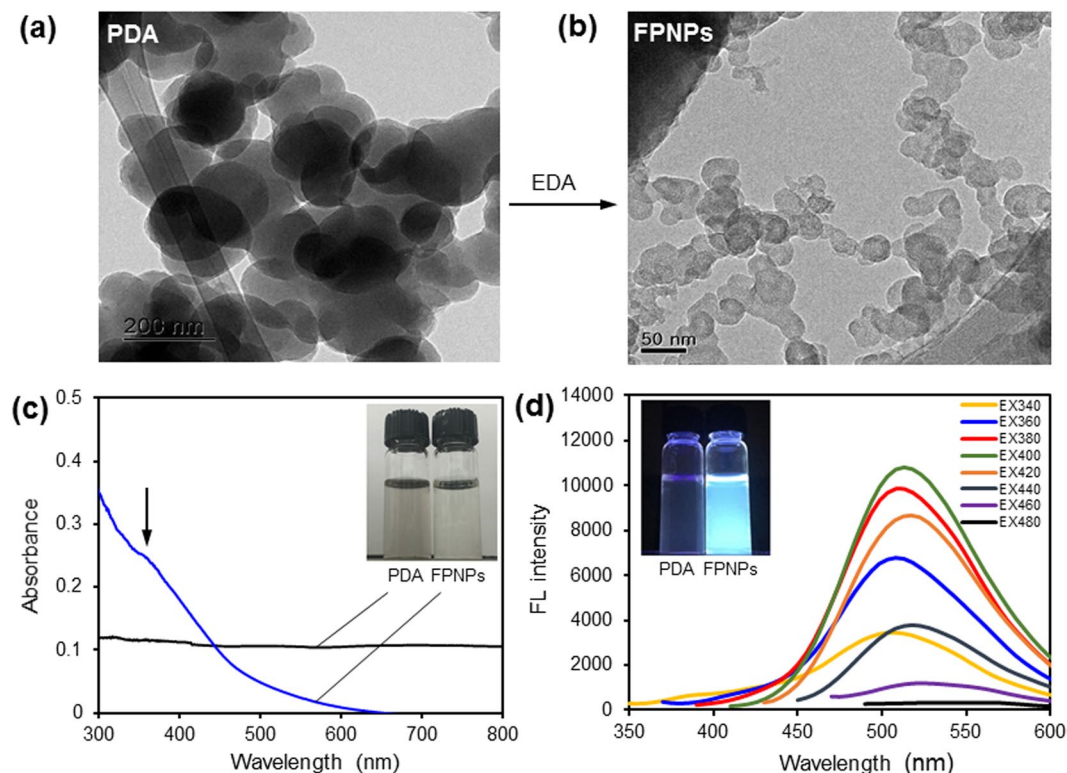 (a)
PDA
200 nm
EDA
(b)
FPNPs
50 nm
(c)
0.5
0.4
0.3
0.2
0.1
0
Absorbance
PDA FPNPs
300 400 500 600 700 800
Wavelength (nm)
(d)
14000
12000
10000
8000
6000
4000
2000
0
FL intensity
PDA FPNPs
EX340
EX360
EX380
EX400
EX420
EX440
EX460
EX480
350 400 450 500 550 600
Wavelength (nm)